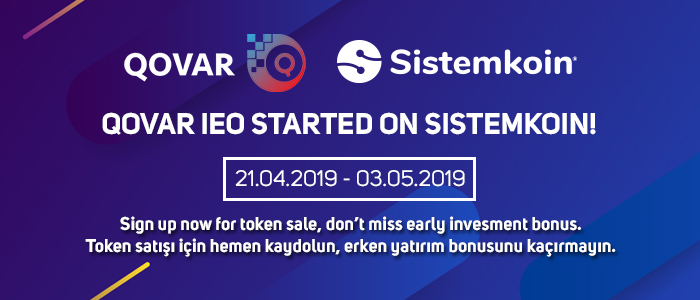 QOVAR Q Sistemkoin
QOVAR IEO STARTED ON SISTEMKOIN!
21.04.2019 - 03.05.2019
Sign up now for token sale, don't miss early invesment bonus.
Token satışı için hemen kaydolun, erken yatırım bonusunu kaçırmayın.